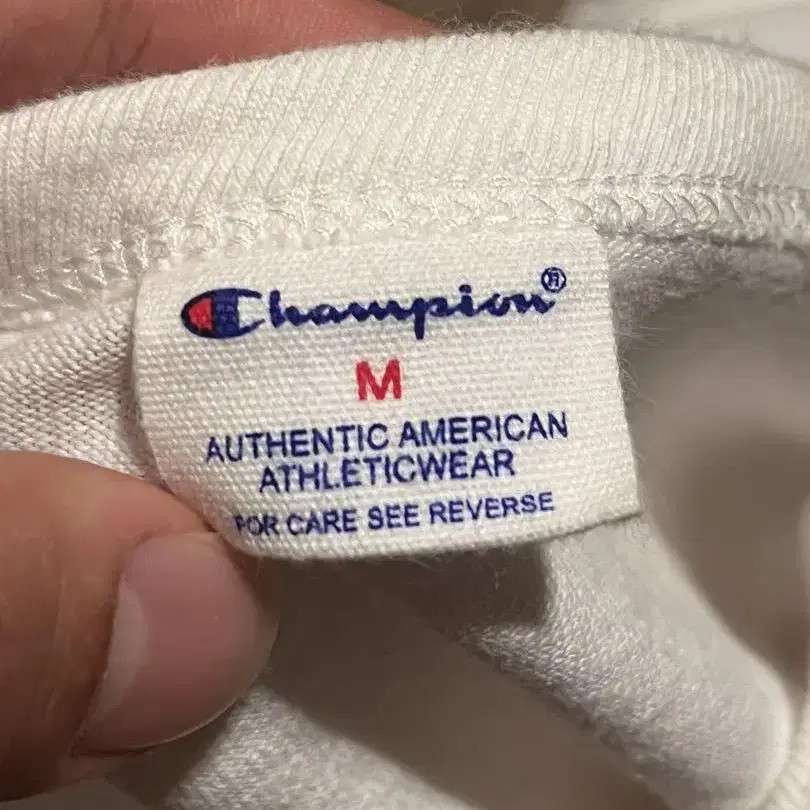 Champion®
M
AUTHENTIC AMERICAN
ATHLETICWEAR
FOR CARE SEE REVERSE